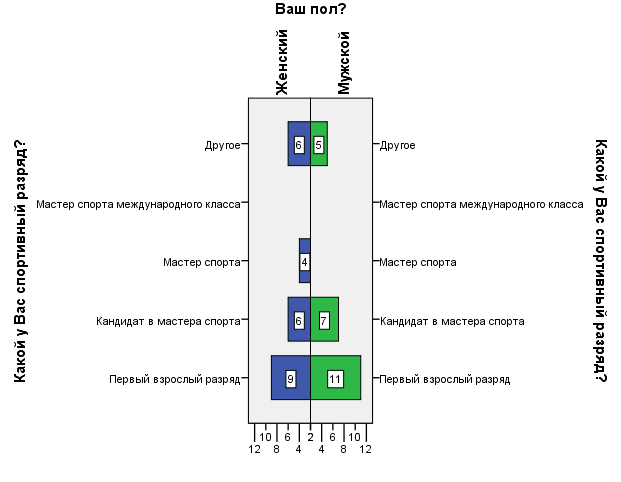 Ваш пол?
Женский
Мужской
Какой у Вас спортивный разряд?
Другое
6
5
Другое
Мастер спорта международного класса
Мастер спорта международного класса
Мастер спорта
4
Мастер спорта
Кандидат в мастера спорта
6
7
Кандидат в мастера спорта
Первый взрослый разряд
9
11
Первый взрослый разряд
Какой у Вас спортивный разряд?
10 6 2 6 10
12 8 4 4 8 12